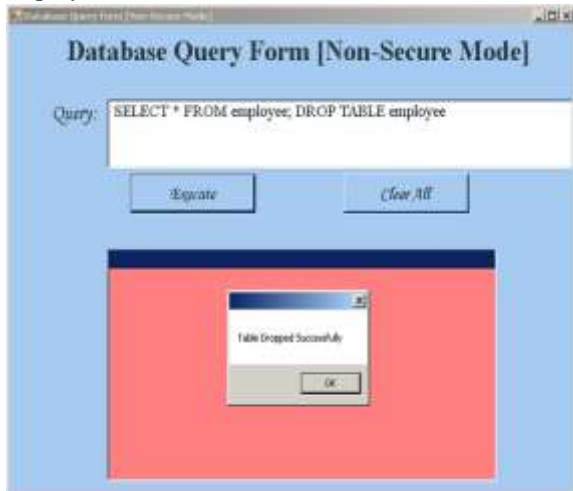 Database Query Form [Non-Secure Mode]
Database Query Form [Non-Secure Mode]
Query:
SELECT * FROM employee; DROP TABLE employee
Execute
Clear All
Table Dropped Successfully
OK